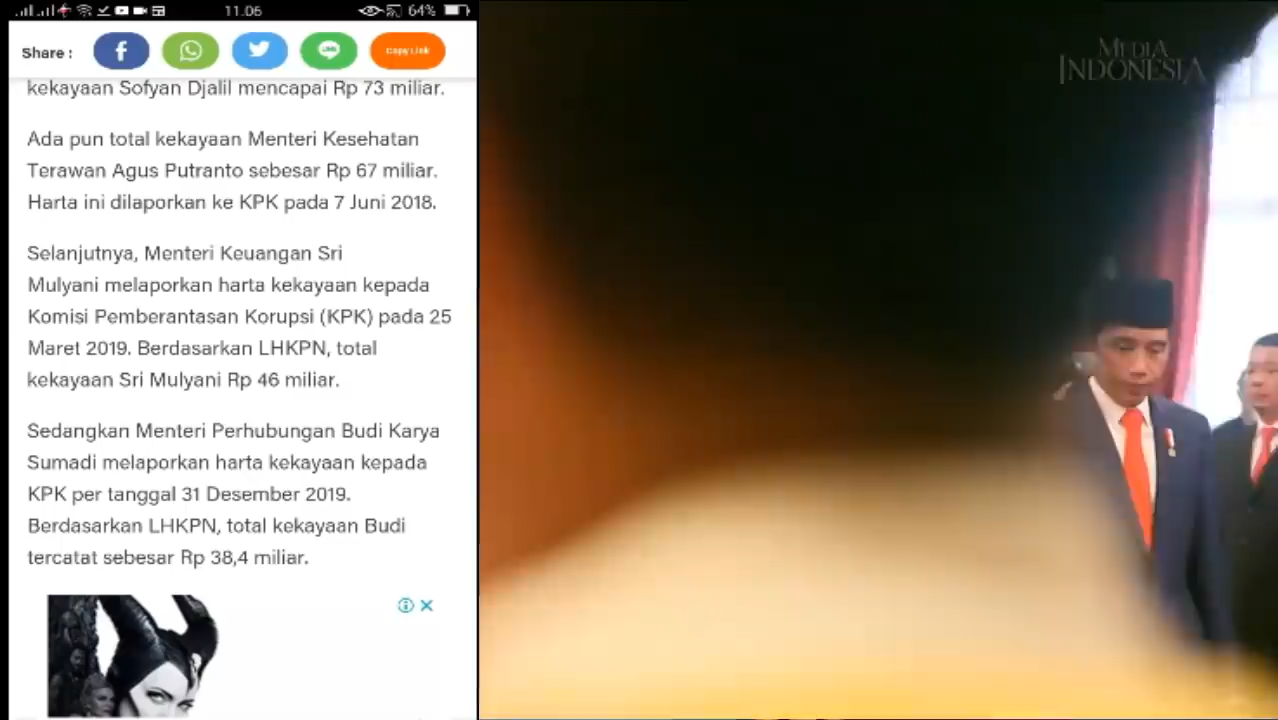 11.06
64%
Share :
Copy Link
kekayaan Sofyan Djalil mencapai Rp 73 miliar.
Ada pun total kekayaan Menteri Kesehatan
Terawan Agus Putranto sebesar Rp 67 miliar.
Harta ini dilaporkan ke KPK pada 7 Juni 2018.
Selanjutnya, Menteri Keuangan Sri
Mulyani melaporkan harta kekayaan kepada
Komisi Pemberantasan Korupsi (KPK) pada 25
Maret 2019. Berdasarkan LHKPN, total
kekayaan Sri Mulyani Rp 46 miliar.
Sedangkan Menteri Perhubungan Budi Karya
Sumadi melaporkan harta kekayaan kepada
KPK per tanggal 31 Desember 2019.
Berdasarkan LHKPN, total kekayaan Budi
tercatat sebesar Rp 38,4 miliar.
MEDIA
INDONESIA